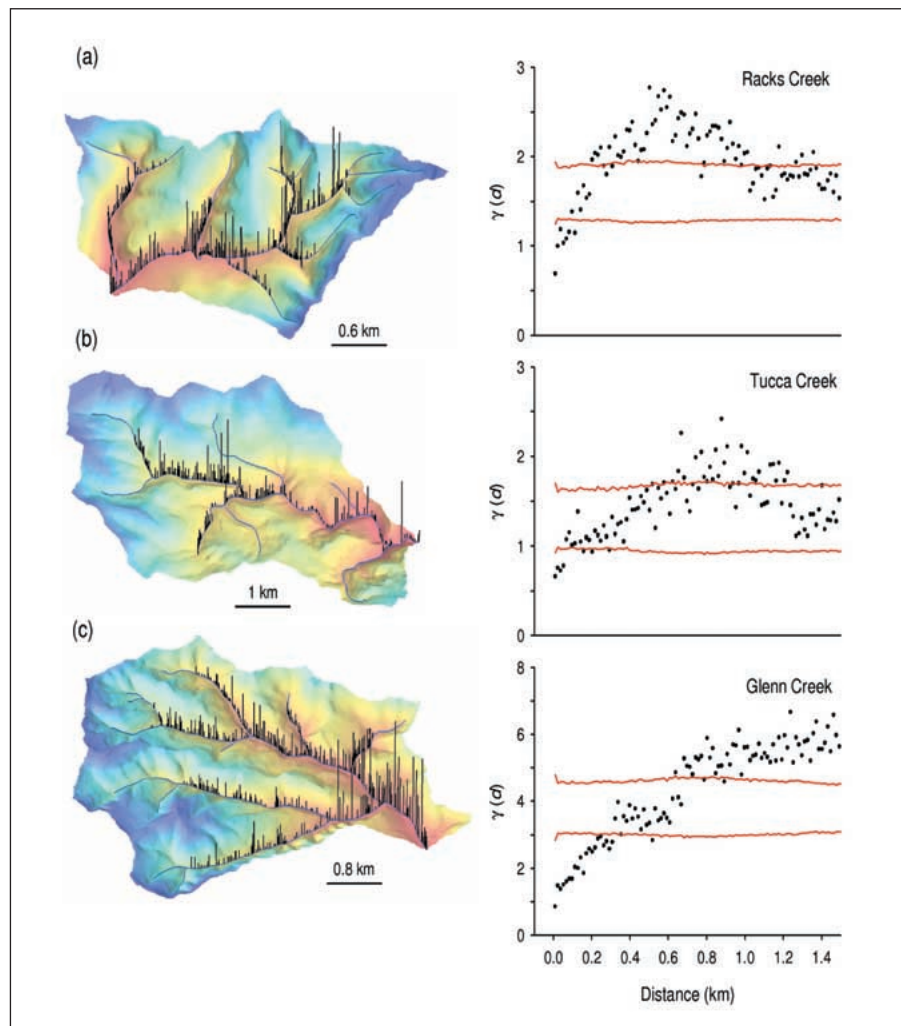 (a)
Racks Creek
3
2
1
0
γ (d)
0.6 km
(b)
Tucca Creek
3
2
1
0
γ (d)
1 km
(c)
Glenn Creek
8
6
4
2
0
γ (d)
0.8 km
0.0 0.2 0.4 0.6 0.8 1.0 1.2 1.4
Distance (km)